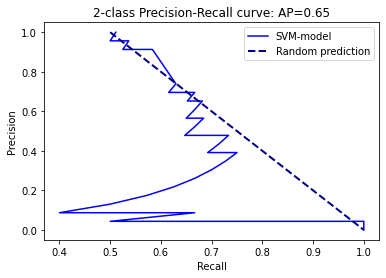 2-class Precision-Recall curve: AP=0.65
SVM-model
Random prediction
Precision
1.0
0.8
0.6
0.4
0.2
0.0
0.4 0.5 0.6 0.7 0.8 0.9 1.0
Recall